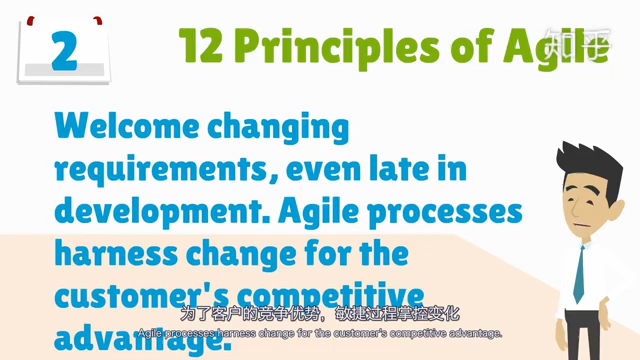 2
12 Principles of Agile
知乎
Welcome changing
requirements, even late in
development. Agile processes
harness change for the
customer's competitive
advantage.
为了客户的竞争优势，敏捷过程掌控变化
Agile processes harness change for the customer's competitive advantage.